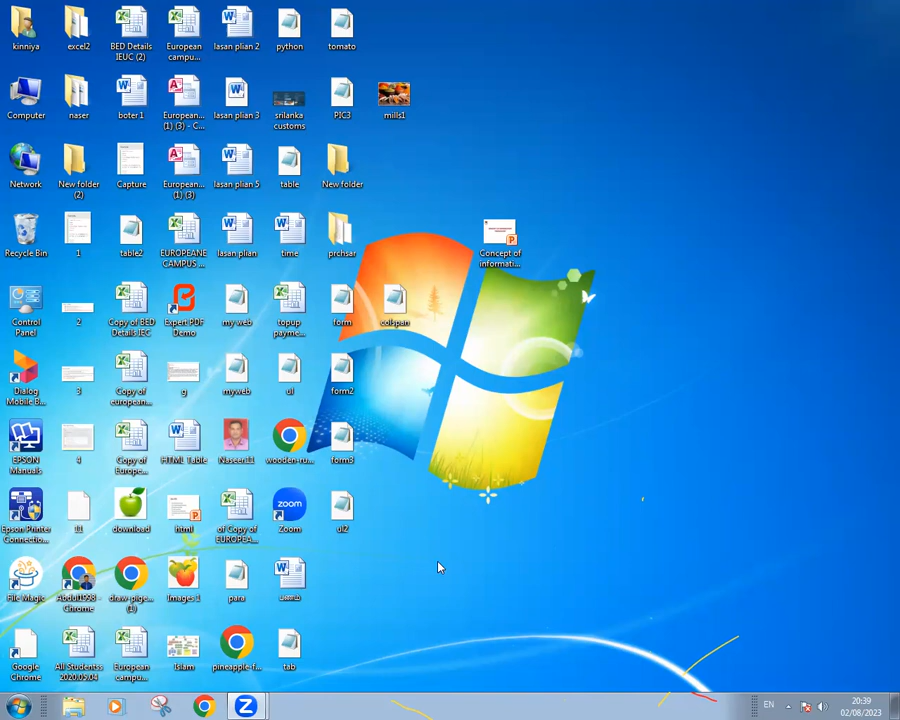 kinniya
excel2
BED Details
IEUC (2)
European
campu...
lasan plian 2
python
tomato
Computer
naser
boter 1
European...
(1) (3) - C...
lasan plian 3
srilanka
customs
PIC3
mills1
Network
New folder
(2)
Capture
European...
(1) (3)
lasan plian 5
table
New folder
Recycle Bin
1
table2
EUROPEANE
CAMPUS ...
lasan plian
time
prchsar
Concept of
informati...
Control
Panel
2
Copy of BED
Details IEC
Expert PDF
Demo
my web
topup
payme...
form
colspan
Dialog
Mobile B...
3
Copy of
european...
g
myweb
ul
form2
EPSON
Manuals
4
Copy of
Europe...
HTML Table
Naseen11
wooden-ru...
form3
Epson Printer
Connectio...
11
download
html
of Copy of
EUROPEA...
zoom
Zoom
ul2
File Magic
Abdul1998 -
Chrome
draw-pige...
(1)
Images 1
para
Google
Chrome
All Studentss
2020.05.04
European
campu...
Islam
pineapple-f...
tab
EN
20:39
02/08/2023